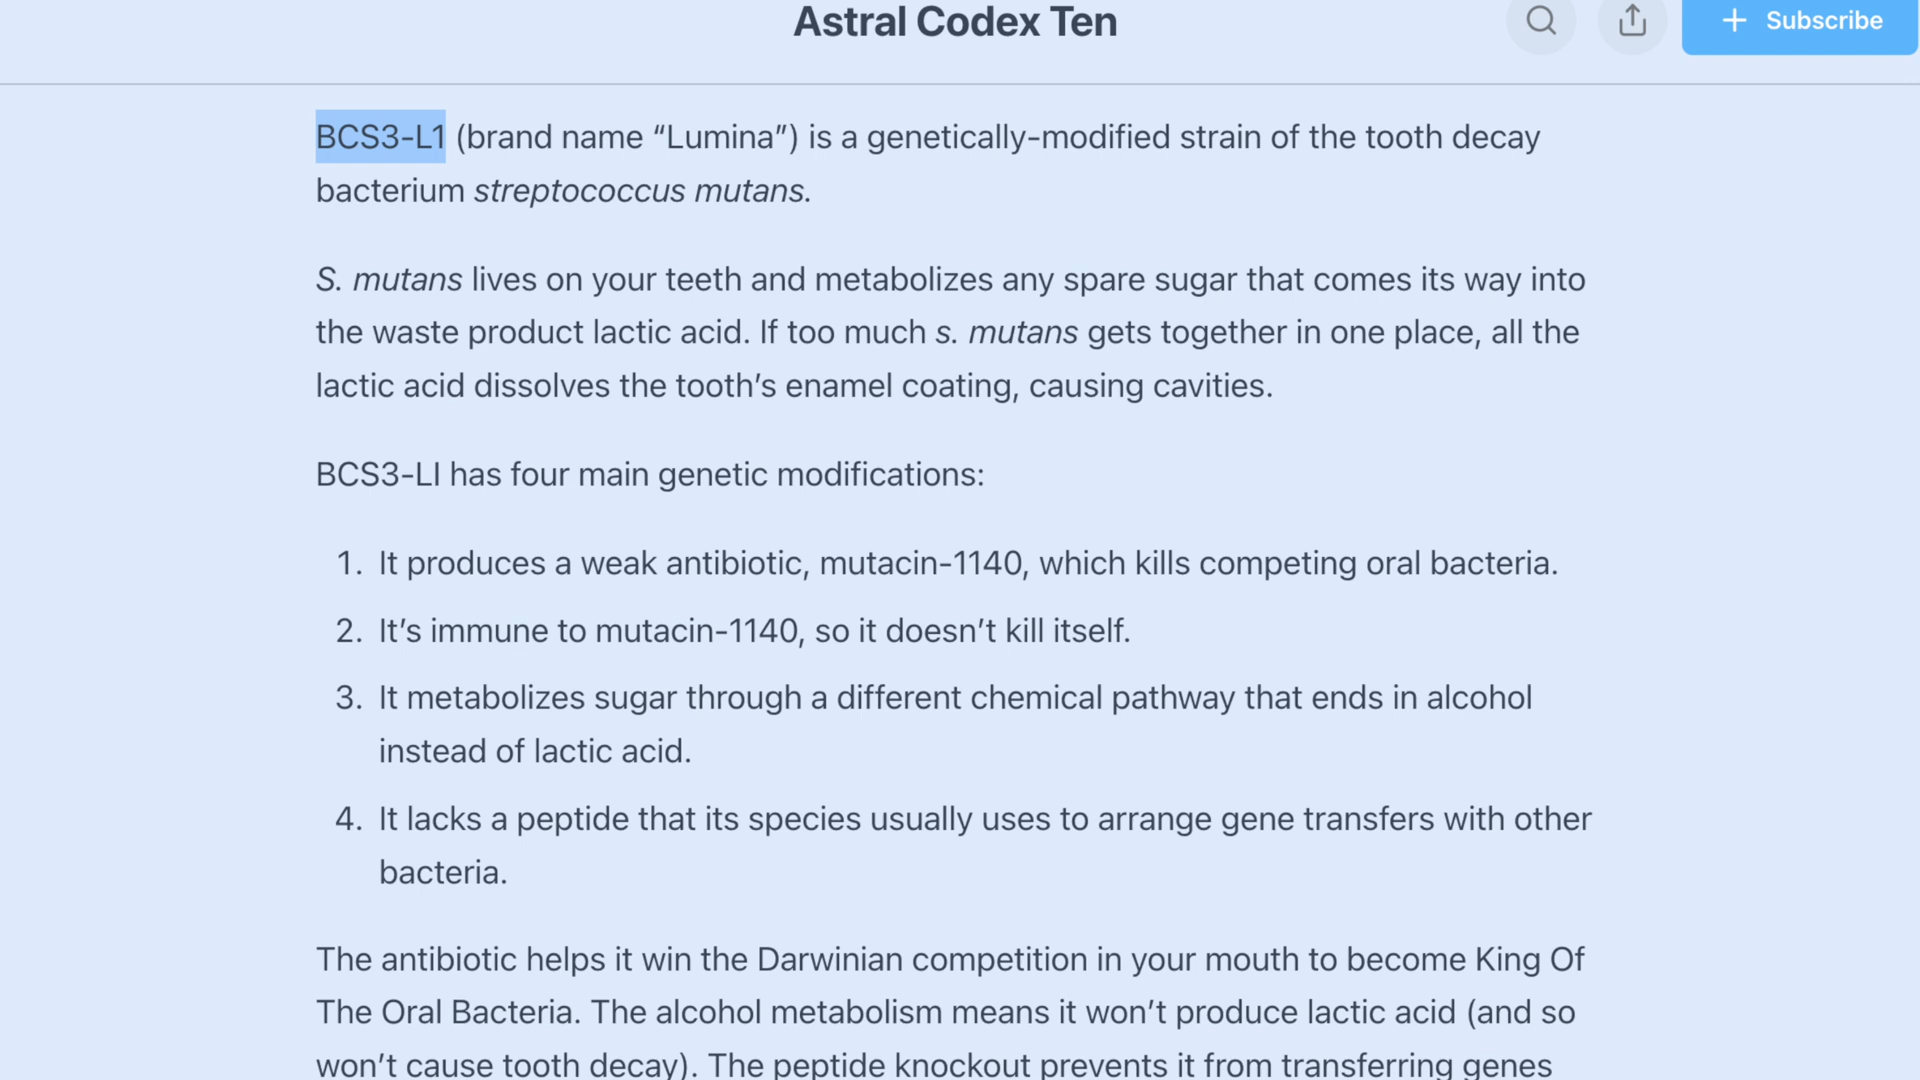 Astral Codex Ten
Subscribe
BCS3-L1 (brand name “Lumina”) is a genetically-modified strain of the tooth decay
bacterium streptococcus mutans.
S. mutans lives on your teeth and metabolizes any spare sugar that comes its way into
the waste product lactic acid. If too much s. mutans gets together in one place, all the
lactic acid dissolves the tooth’s enamel coating, causing cavities.
BCS3-LI has four main genetic modifications:
1. It produces a weak antibiotic, mutacin-1140, which kills competing oral bacteria.
2. It’s immune to mutacin-1140, so it doesn’t kill itself.
3. It metabolizes sugar through a different chemical pathway that ends in alcohol
instead of lactic acid.
4. It lacks a peptide that its species usually uses to arrange gene transfers with other
bacteria.
The antibiotic helps it win the Darwinian competition in your mouth to become King Of
The Oral Bacteria. The alcohol metabolism means it won’t produce lactic acid (and so
won’t cause tooth decay). The peptide knockout prevents it from transferring genes